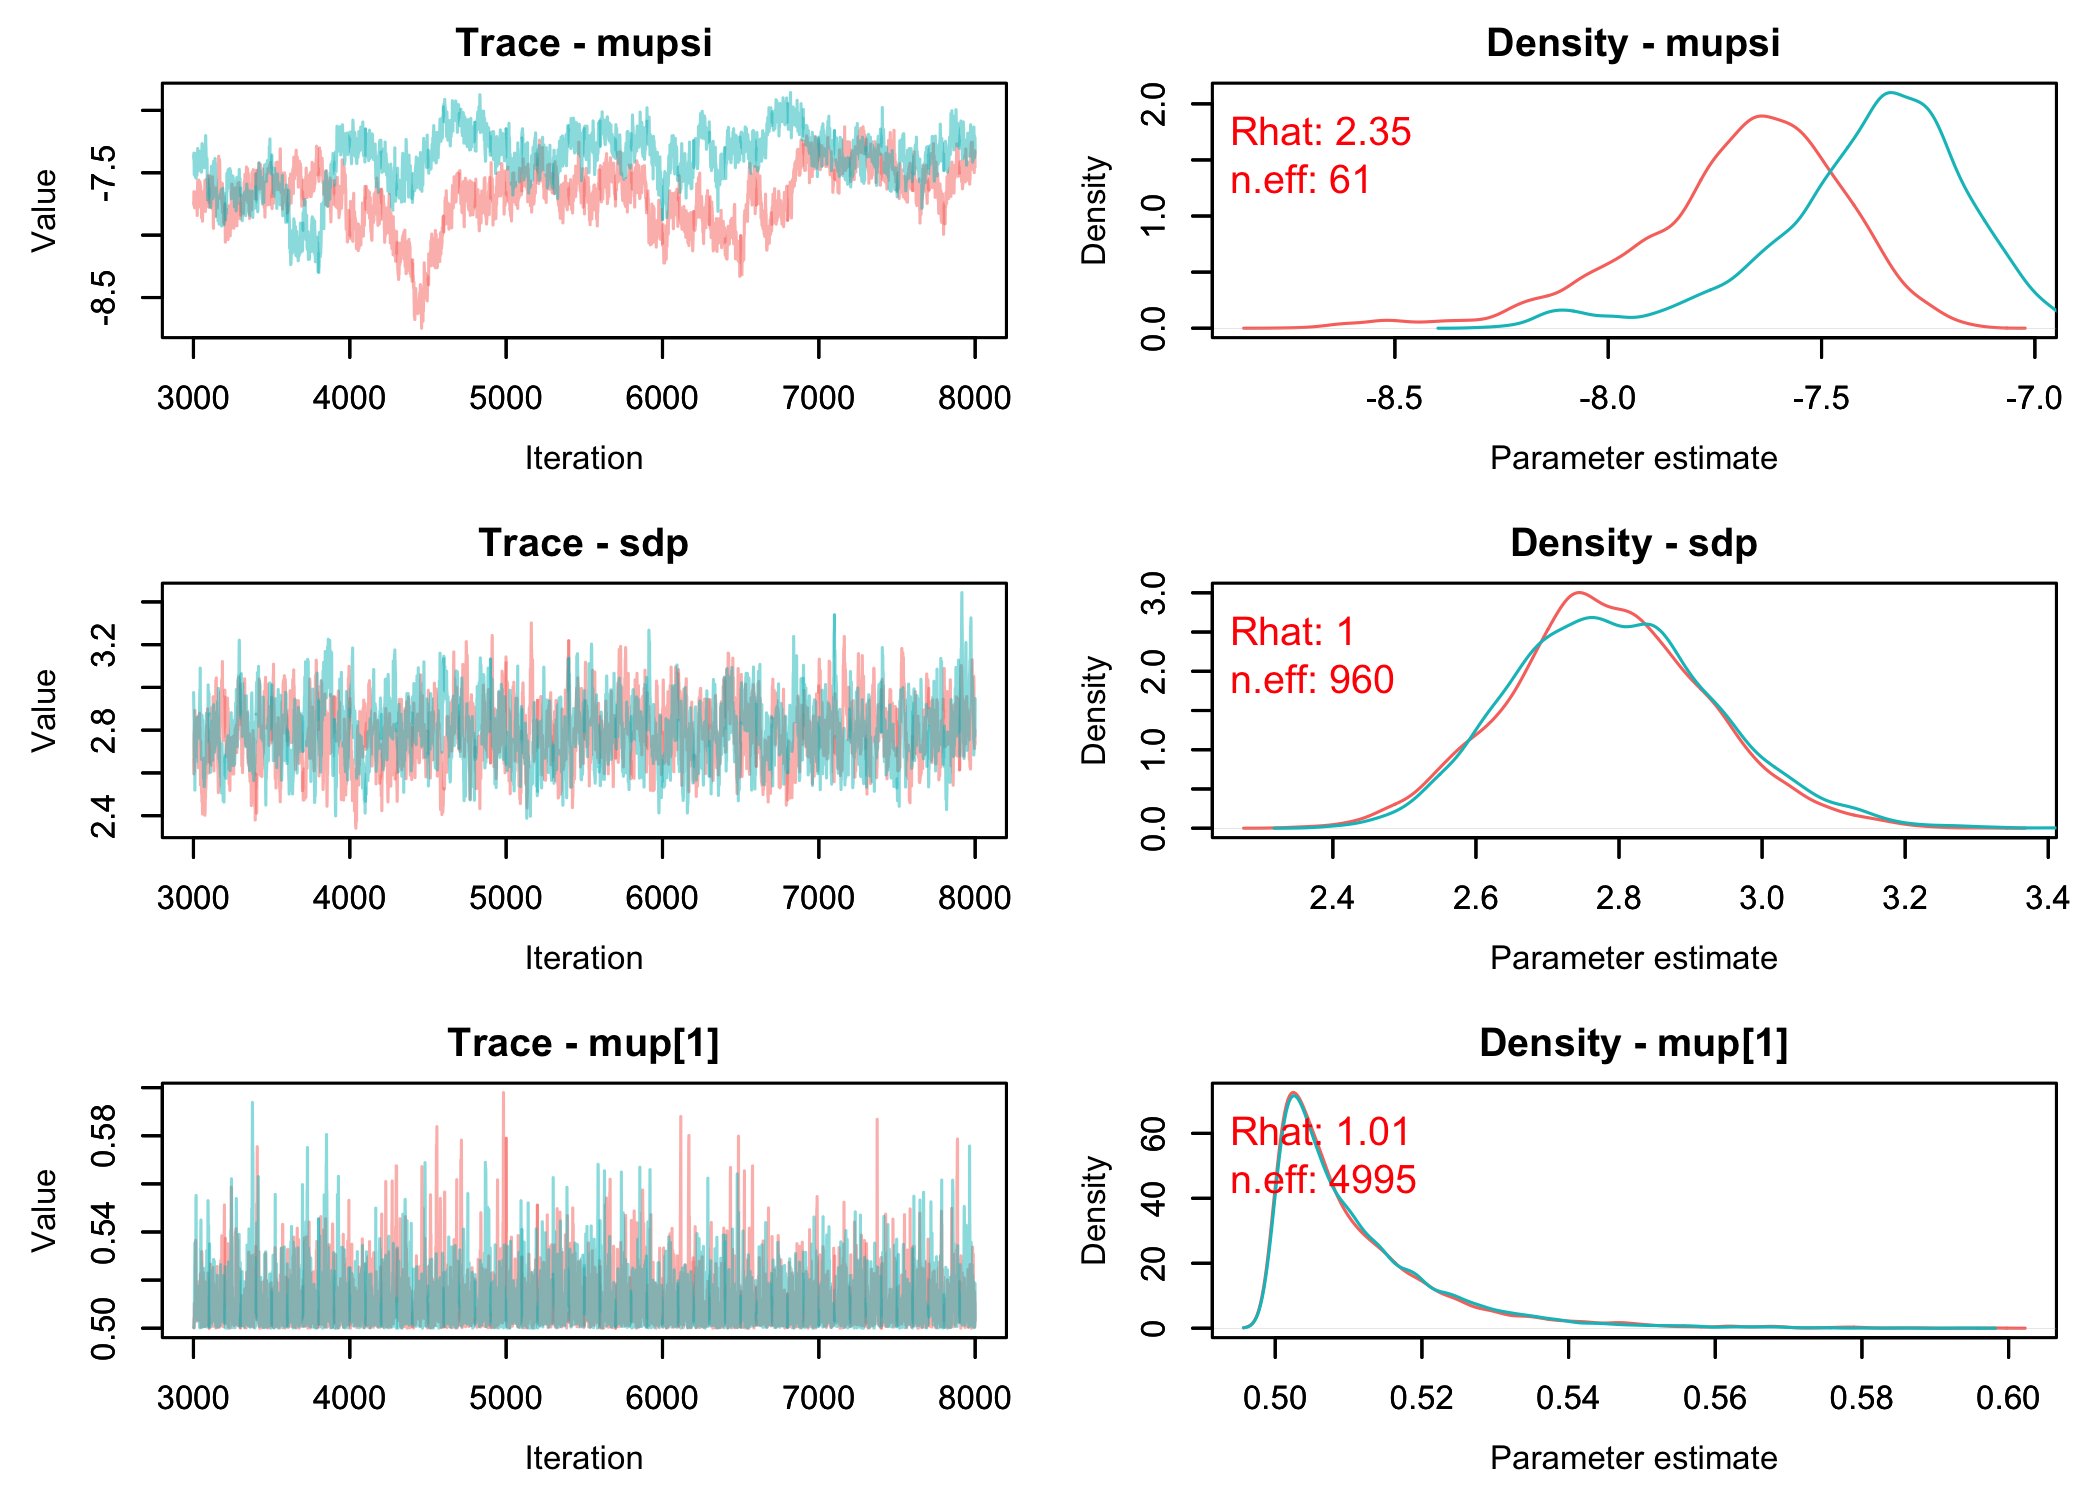 Trace - mupsi
Value
-8.5 -7.5
3000 4000 5000 6000 7000 8000
Iteration
Density - mupsi
Rhat: 2.35
n.eff: 61
Density
0.0 1.0 2.0
-8.5 -8.0 -7.5 -7.0
Parameter estimate
Trace - sdp
Value
2.4 2.8 3.2
3000 4000 5000 6000 7000 8000
Iteration
Density - sdp
Rhat: 1
n.eff: 960
Density
0.0 1.0 2.0 3.0
2.4 2.6 2.8 3.0 3.2 3.4
Parameter estimate
Trace - mup[1]
Value
0.50 0.54 0.58
3000 4000 5000 6000 7000 8000
Iteration
Density - mup[1]
Rhat: 1.01
n.eff: 4995
Density
0 20 40 60
0.50 0.52 0.54 0.56 0.58 0.60
Parameter estimate